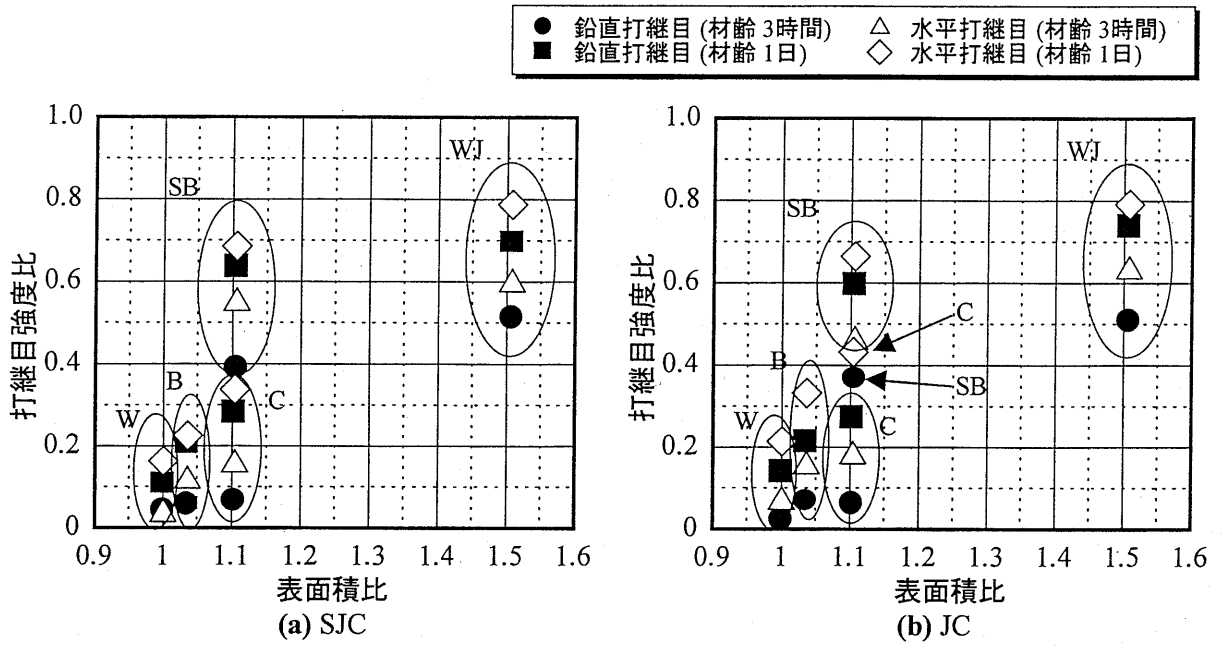 ● 鉛直打継目 (材齢 3時間) △ 水平打継目 (材齢 3時間)
■ 鉛直打継目 (材齢 1日) ◇ 水平打継目 (材齢 1日)
1.0
0.8
0.6
0.4
0.2
0
打継目強度比
WJ
SB
B
C
W
0.9 1 1.1 1.2 1.3 1.4 1.5 1.6
表面積比
(a) SJC
1.0
0.8
0.6
0.4
0.2
0
打継目強度比
WJ
SB
C
B
SB
W
C
0.9 1 1.1 1.2 1.3 1.4 1.5 1.6
表面積比
(b) JC